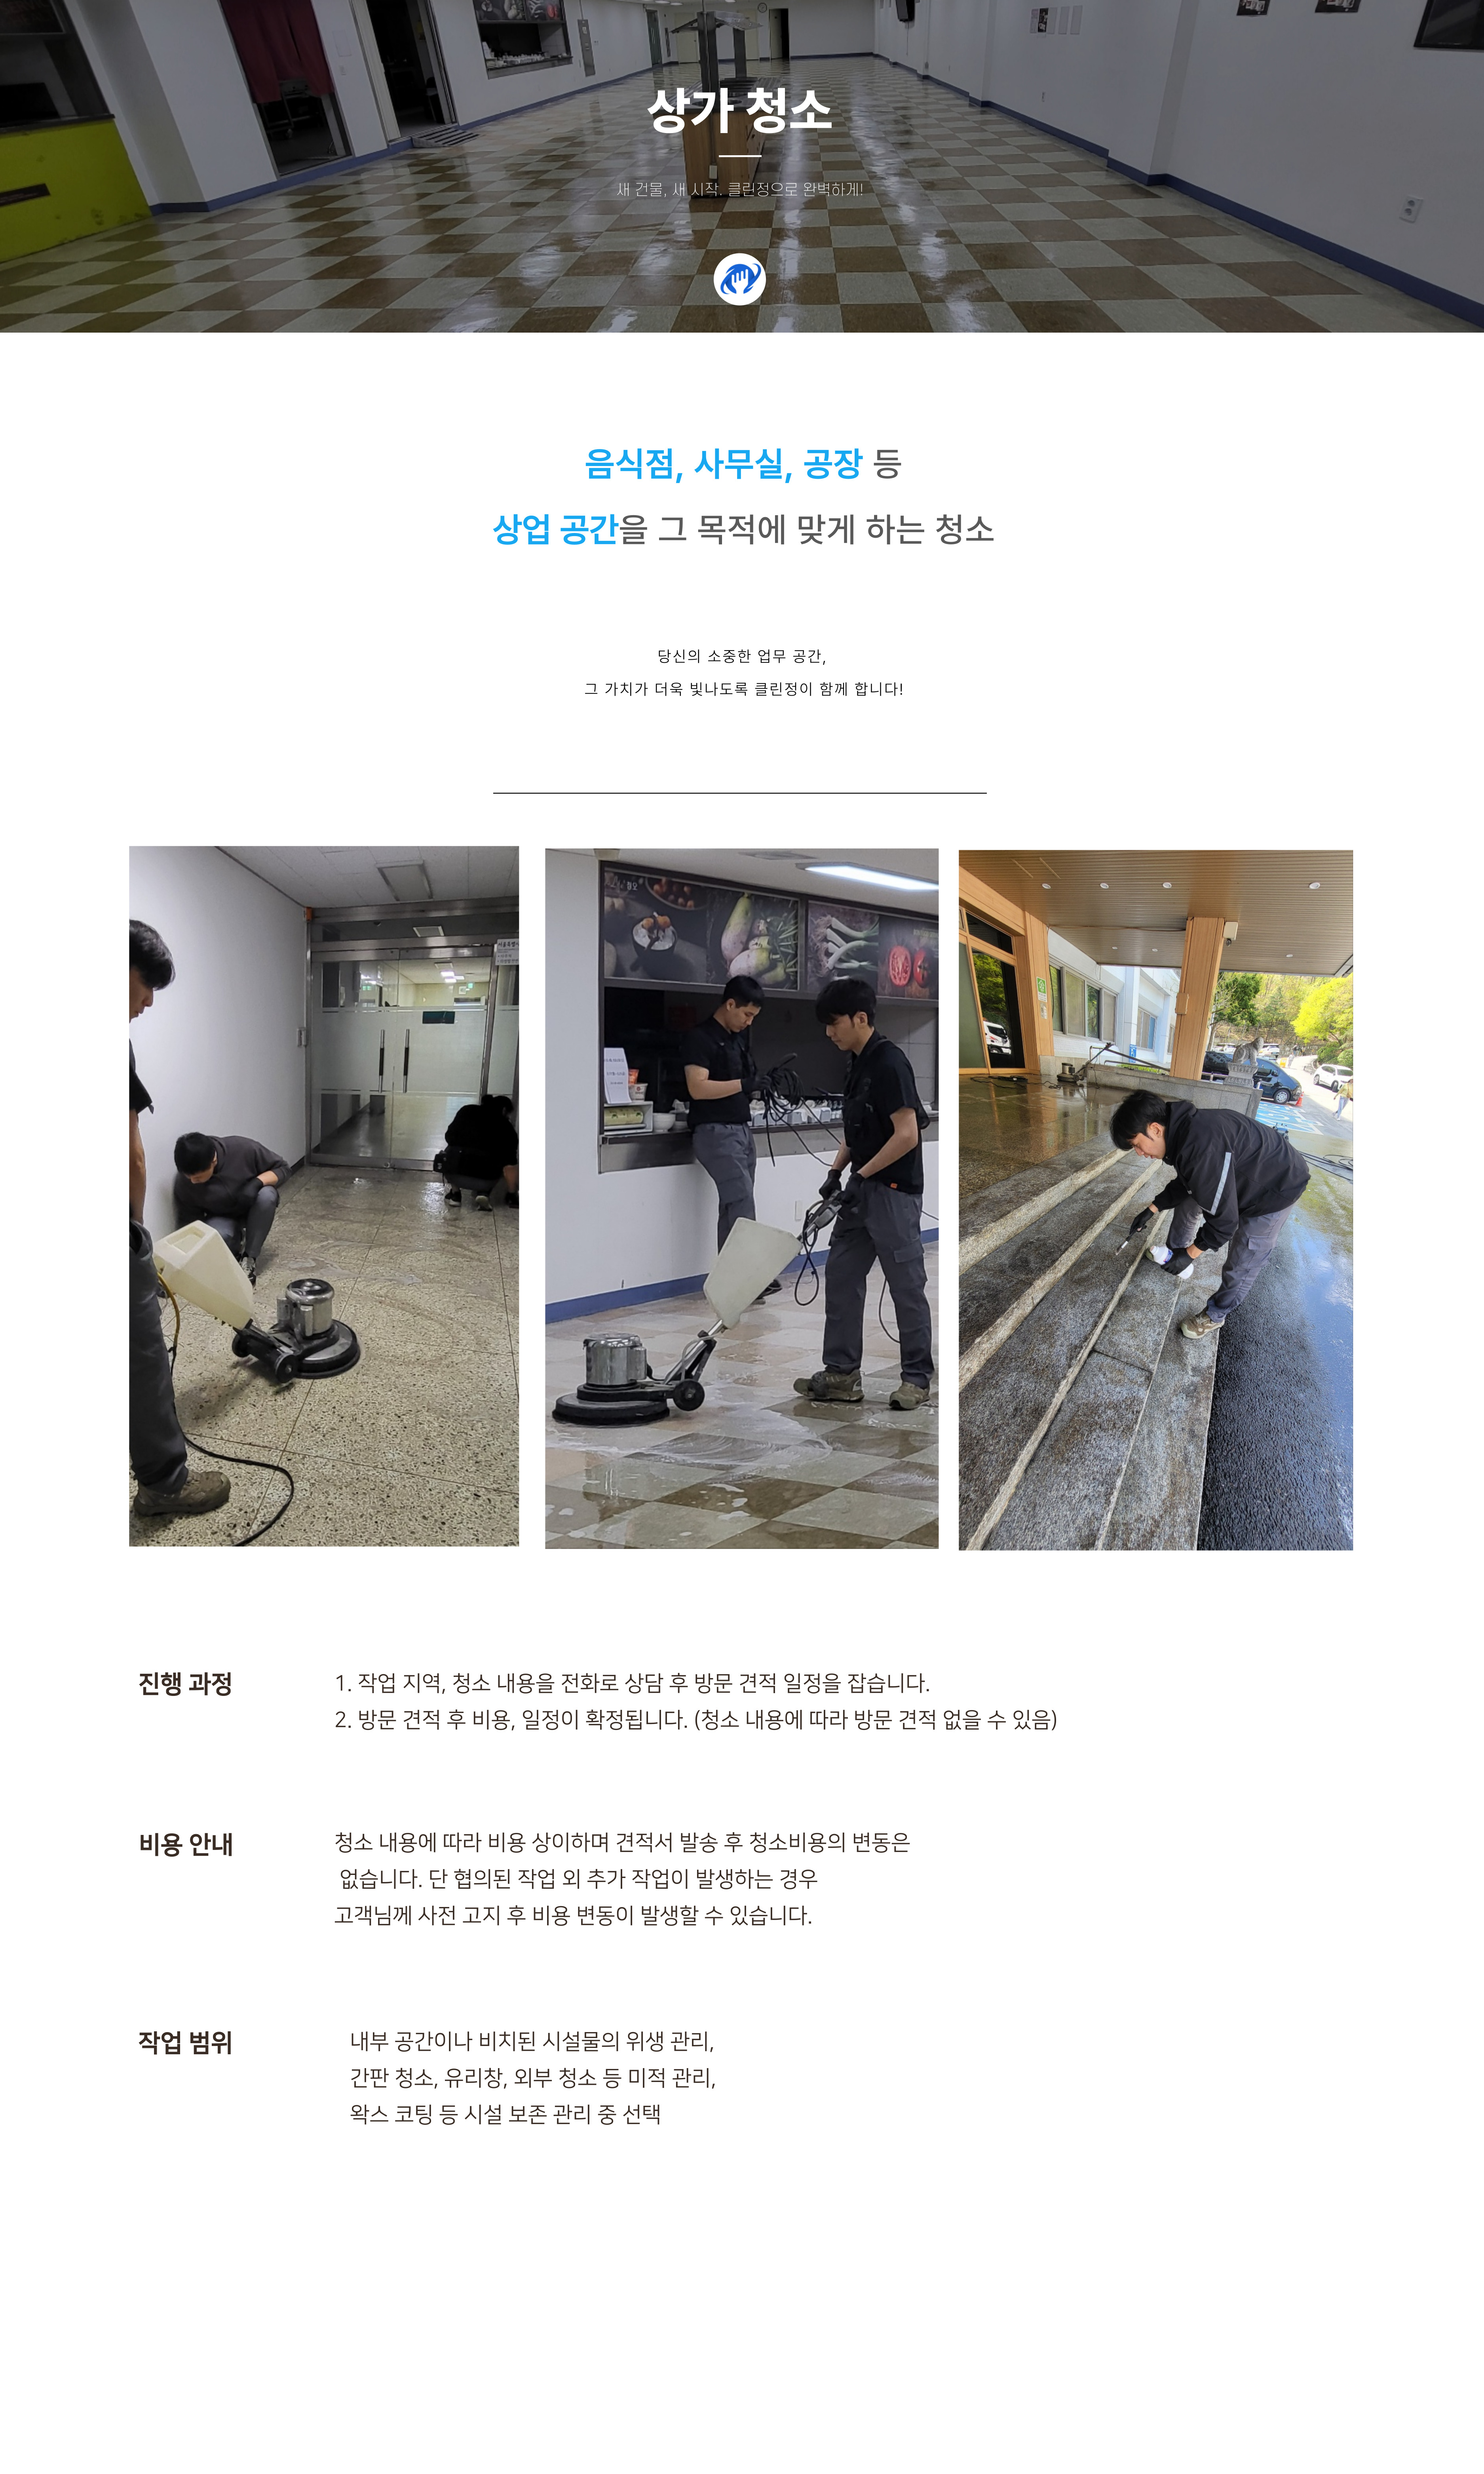 상가 청소
새 건물, 새 시작. 클린정으로 완벽하게!
음식점, 사무실, 공장 등
상업 공간을 그 목적에 맞게 하는 청소
당신의 소중한 업무 공간,
그 가치가 더욱 빛나도록 클린정이 함께 합니다!
진행 과정
1. 작업 지역, 청소 내용을 전화로 상담 후 방문 견적 일정을 잡습니다.
2. 방문 견적 후 비용, 일정이 확정됩니다. (청소 내용에 따라 방문 견적 없을 수 있음)
비용 안내
청소 내용에 따라 비용 상이하며 견적서 발송 후 청소비용의 변동은
없습니다. 단 협의된 작업 외 추가 작업이 발생하는 경우
고객님께 사전 고지 후 비용 변동이 발생할 수 있습니다.
작업 범위
내부 공간이나 비치된 시설물의 위생 관리,
간판 청소, 유리창, 외부 청소 등 미적 관리,
왁스 코팅 등 시설 보존 관리 중 선택